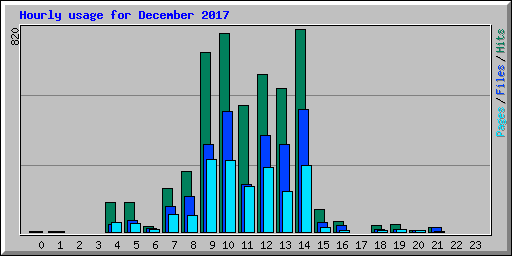 Hourly usage for December 2017
820
Pages/Files/Hits
0 1 2 3 4 5 6 7 8 9 10 11 12 13 14 15 16 17 18 19 20 21 22 23